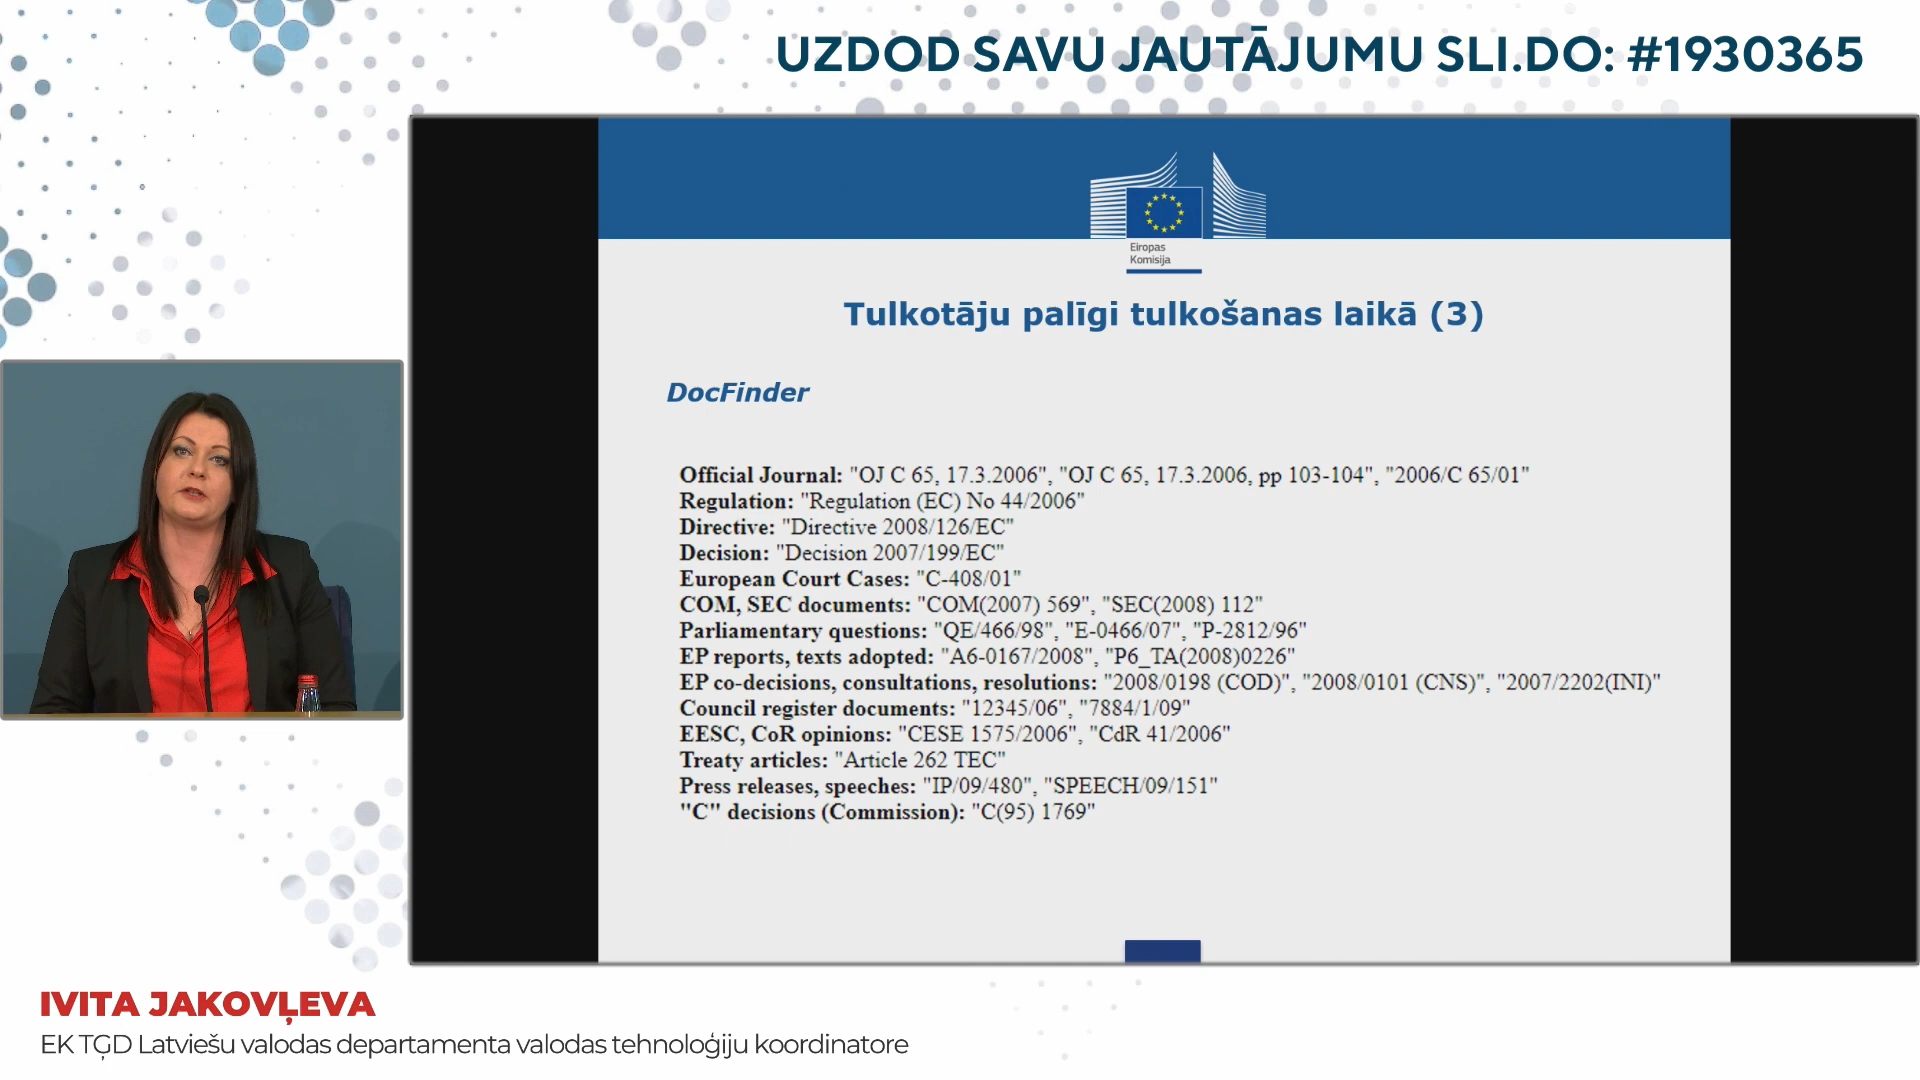 UZDOD SAVU JAUTĀJUMU SLI.DO: #1930365
Eiropas
Komisija
Tulkotāju palīgi tulkošanas laikā (3)
DocFinder
Official Journal: "OJ C 65, 17.3.2006", "OJ C 65, 17.3.2006, pp 103-104", "2006/C 65/01"
Regulation: "Regulation (EC) No 44/2006"
Directive: "Directive 2008/126/EC"
Decision: "Decision 2007/199/EC"
European Court Cases: "C-408/01"
COM, SEC documents: "COM(2007) 569", "SEC(2008) 112"
Parliamentary questions: "QE/466/98", "E-0466/07", "P-2812/96"
EP reports, texts adopted: "A6-0167/2008", "P6_TA(2008)0226"
EP co-decisions, consultations, resolutions: "2008/0198 (COD)", "2008/0101 (CNS)", "2007/2202(INI)"
Council register documents: "12345/06", "7884/1/09"
EESC, CoR opinions: "CESE 1575/2006", "CdR 41/2006"
Treaty articles: "Article 262 TEC"
Press releases, speeches: "IP/09/480", "SPEECH/09/151"
"C" decisions (Commission): "C(95) 1769"
IVITA JAKOVĻEVA
EK TĢD Latviešu valodas departamenta valodas tehnoloģiju koordinatore